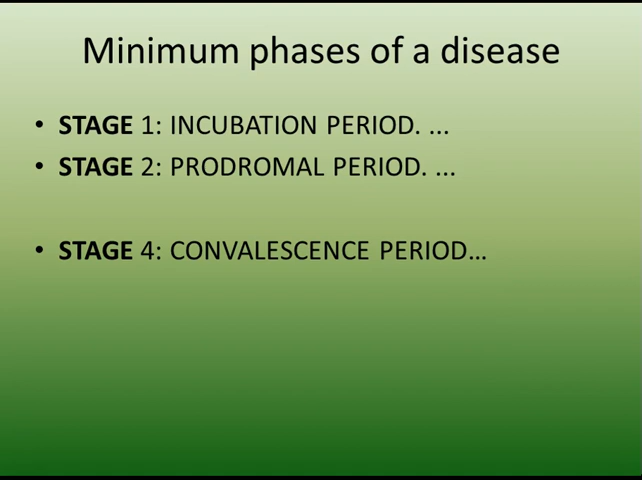 Minimum phases of a disease
• STAGE 1: INCUBATION PERIOD. ...
• STAGE 2: PRODROMAL PERIOD. ...
• STAGE 4: CONVALESCENCE PERIOD...